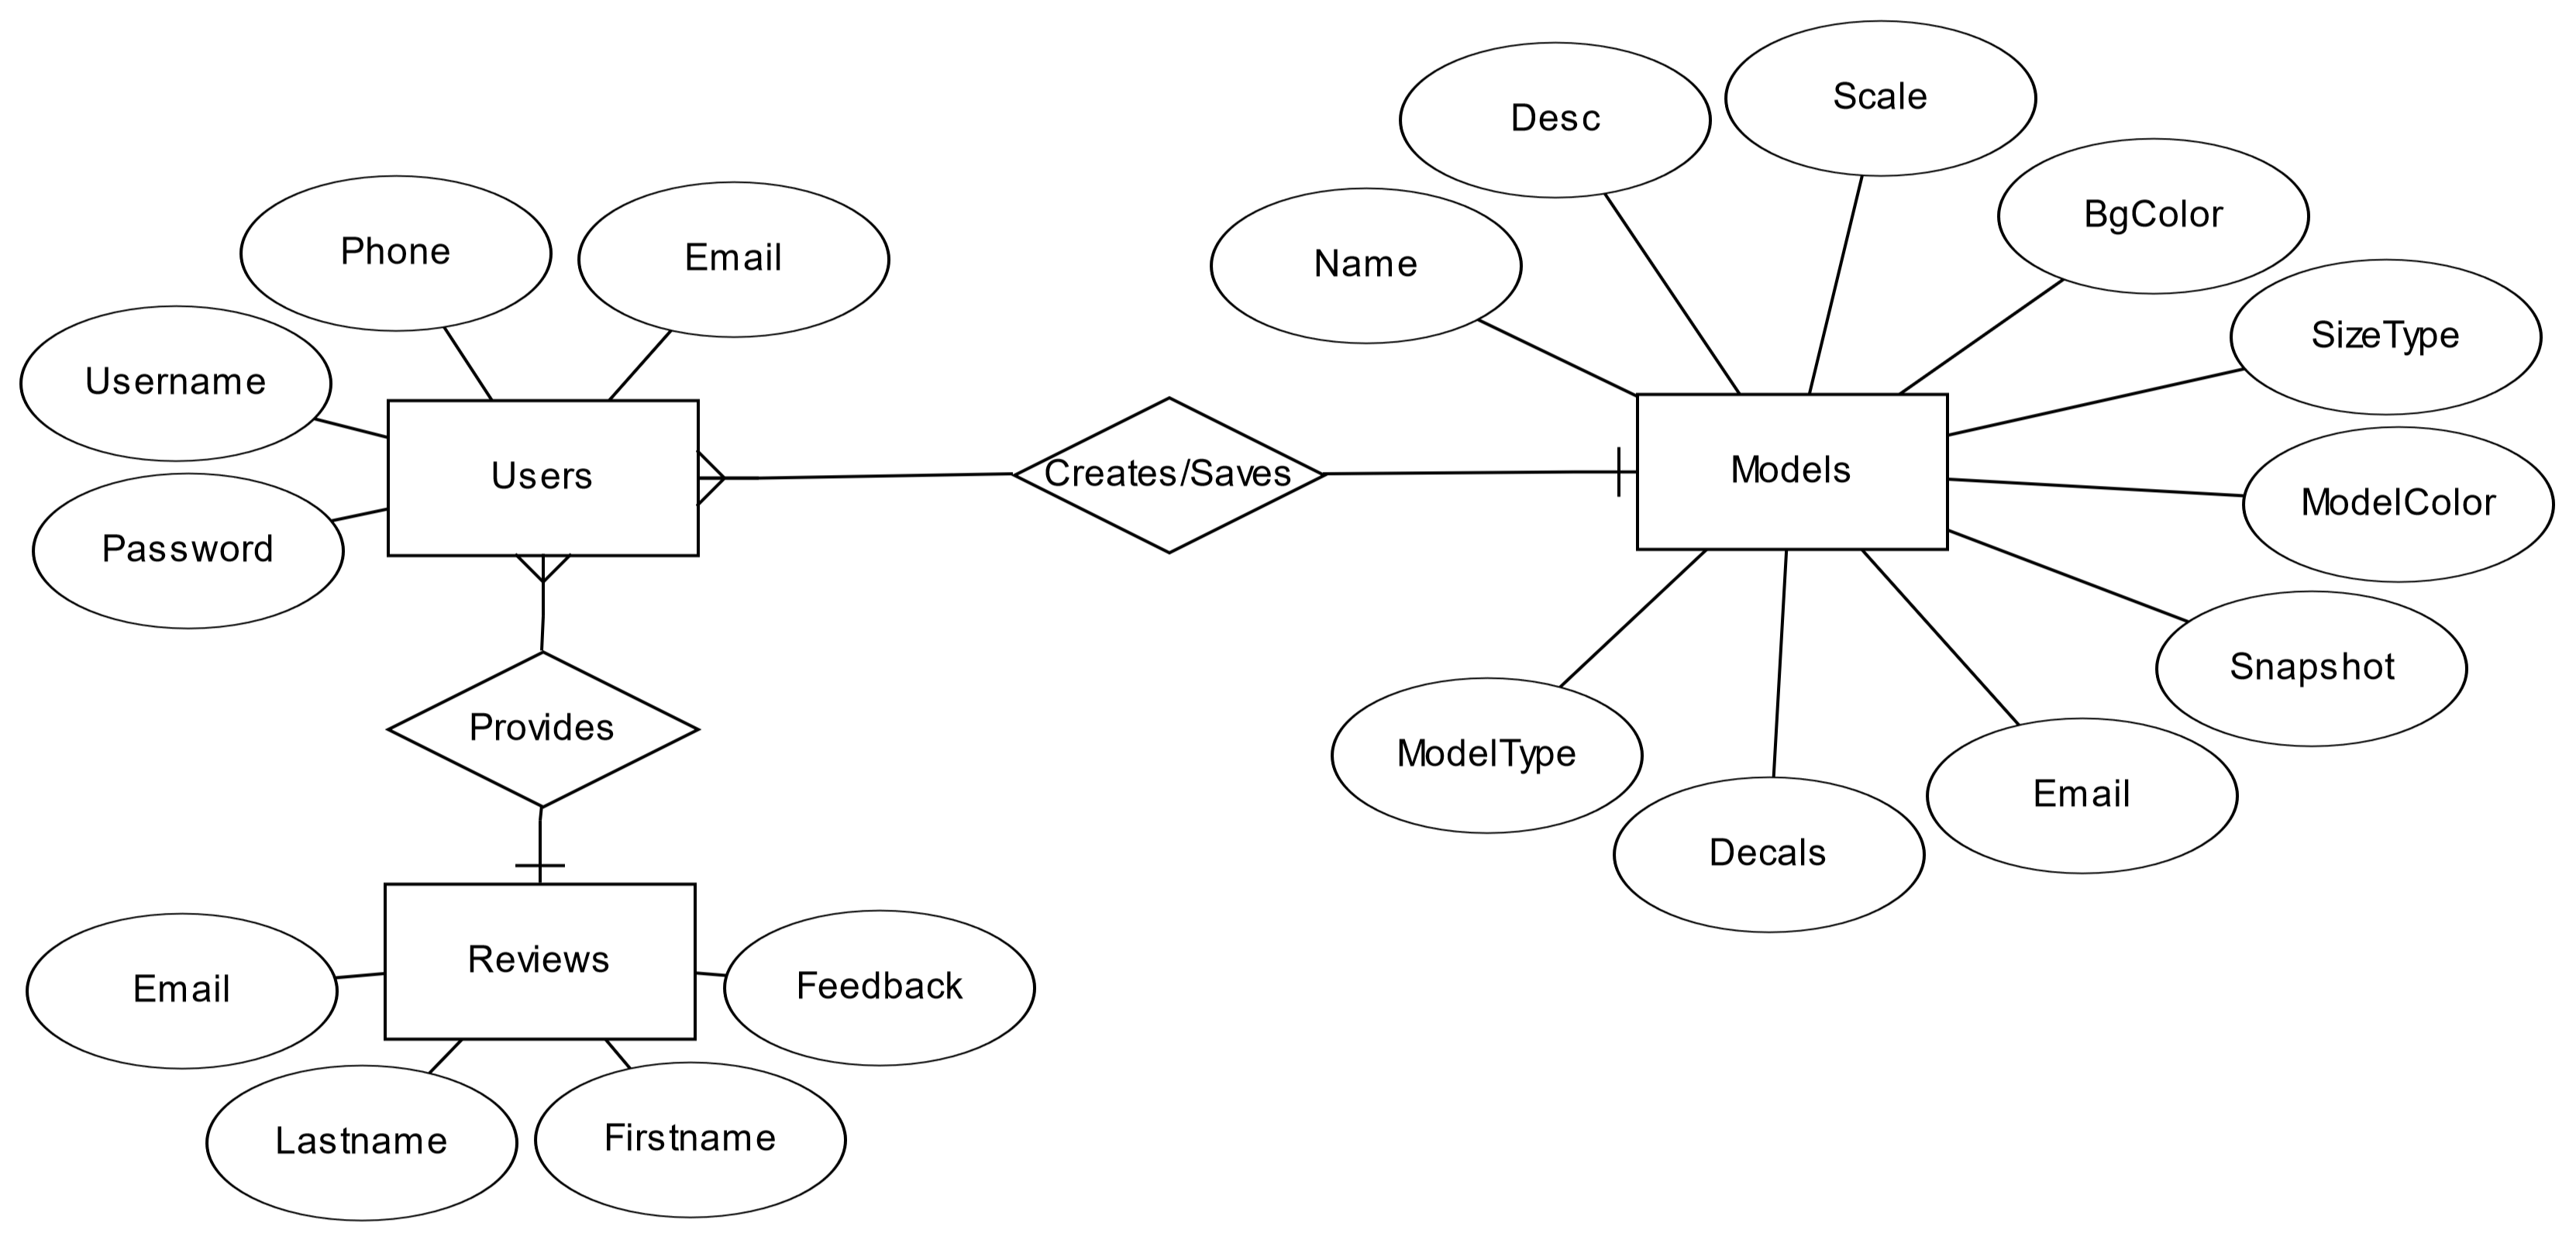 Desc
Scale
Name
BgColor
Phone
Email
SizeType
Username
Users
Creates/Saves
Models
ModelColor
Password
Snapshot
Provides
ModelType
Decals
Email
Reviews
Email
Feedback
Lastname
Firstname